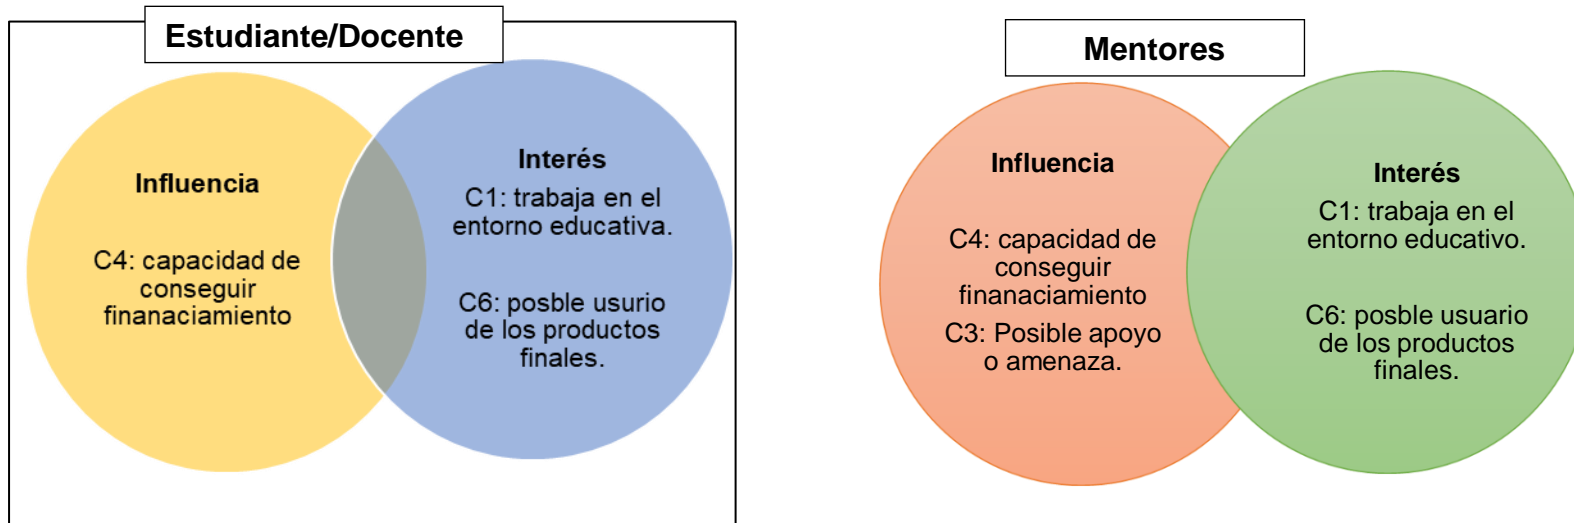 Estudiante/Docente
Influencia
C4: capacidad de
conseguir
finanaciamiento
Interés
C1: trabaja en el
entorno educativa.
C6: posble usurio
de los productos
finales.
Mentores
Influencia
C4: capacidad de
conseguir
finanaciamiento
C3: Posible apoyo
o amenaza.
Interés
C1: trabaja en el
entorno educativo.
C6: posble usuario
de los productos
finales.